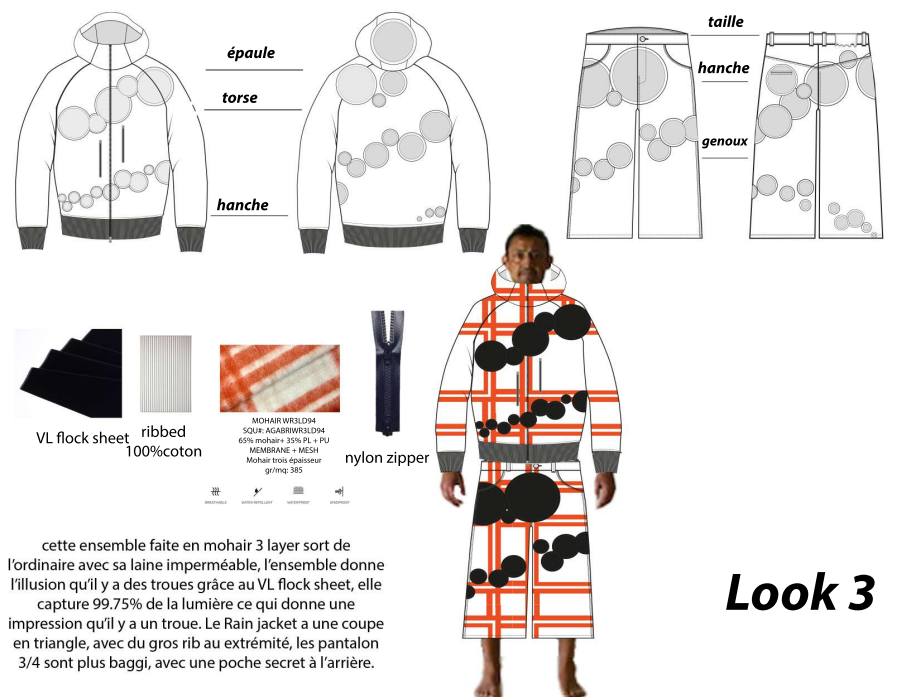 taille
épaule
hanche
torse
genoux
hanche
VL flock sheet
ribbed
100%coton
MOHAIR WR3LD94
SQU#: AGABRIWR3LD94
65% mohair+ 35% PL + PU
MEMBRANE + MESH
Mohair trois épaisseur
gr/mq: 385
nylon zipper
BREATHABLE WATER REPELLENT WATERPROOF WINDPROOF
cette ensemble faite en mohair 3 layer sort de
l'ordinaire avec sa laine imperméable, l'ensemble donne
l'illusion qu'il y a des troues grâce au VL flock sheet, elle
capture 99.75% de la lumière ce qui donne une
impression qu'il y a un troue. Le Rain jacket a une coupe
en triangle, avec du gros rib au extrémité, les pantalon
3/4 sont plus baggi, avec une poche secret à l'arrière.
Look 3